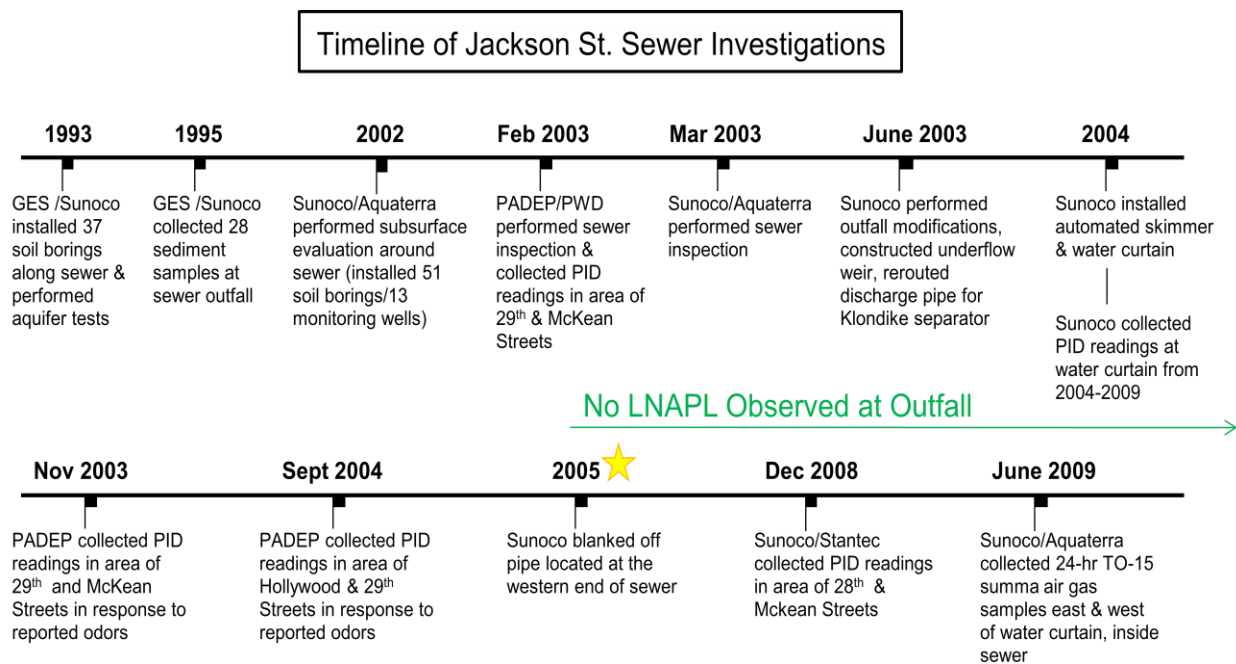 Timeline of Jackson St. Sewer Investigations
1993
GES /Sunoco
installed 37
soil borings
along sewer &
performed
aquifer tests
1995
GES /Sunoco
collected 28
sediment
samples at
sewer outfall
2002
Sunoco/Aquaterra
performed subsurface
evaluation around
sewer (installed 51
soil borings/13
monitoring wells)
Feb 2003
PADEP/PWD
performed sewer
inspection &
collected PID
readings in area of
29th & McKean
Streets
Mar 2003
Sunoco/Aquaterra
performed sewer
inspection
June 2003
Sunoco performed
outfall modifications,
constructed underflow
weir, rerouted
discharge pipe for
Klondike separator
2004
Sunoco installed
automated skimmer
& water curtain
Sunoco collected
PID readings at
water curtain from
2004-2009
No LNAPL Observed at Outfall
Nov 2003
PADEP collected PID
readings in area of
29th and McKean
Streets in response to
reported odors
Sept 2004
PADEP collected PID
readings in area of
Hollywood & 29th
Streets in response to
reported odors
2005
Sunoco blanked off
pipe located at the
western end of sewer
Dec 2008
Sunoco/Stantec
collected PID readings
in area of 28th &
Mckean Streets
June 2009
Sunoco/Aquaterra
collected 24-hr TO-15
summa air gas
samples east & west
of water curtain, inside
sewer